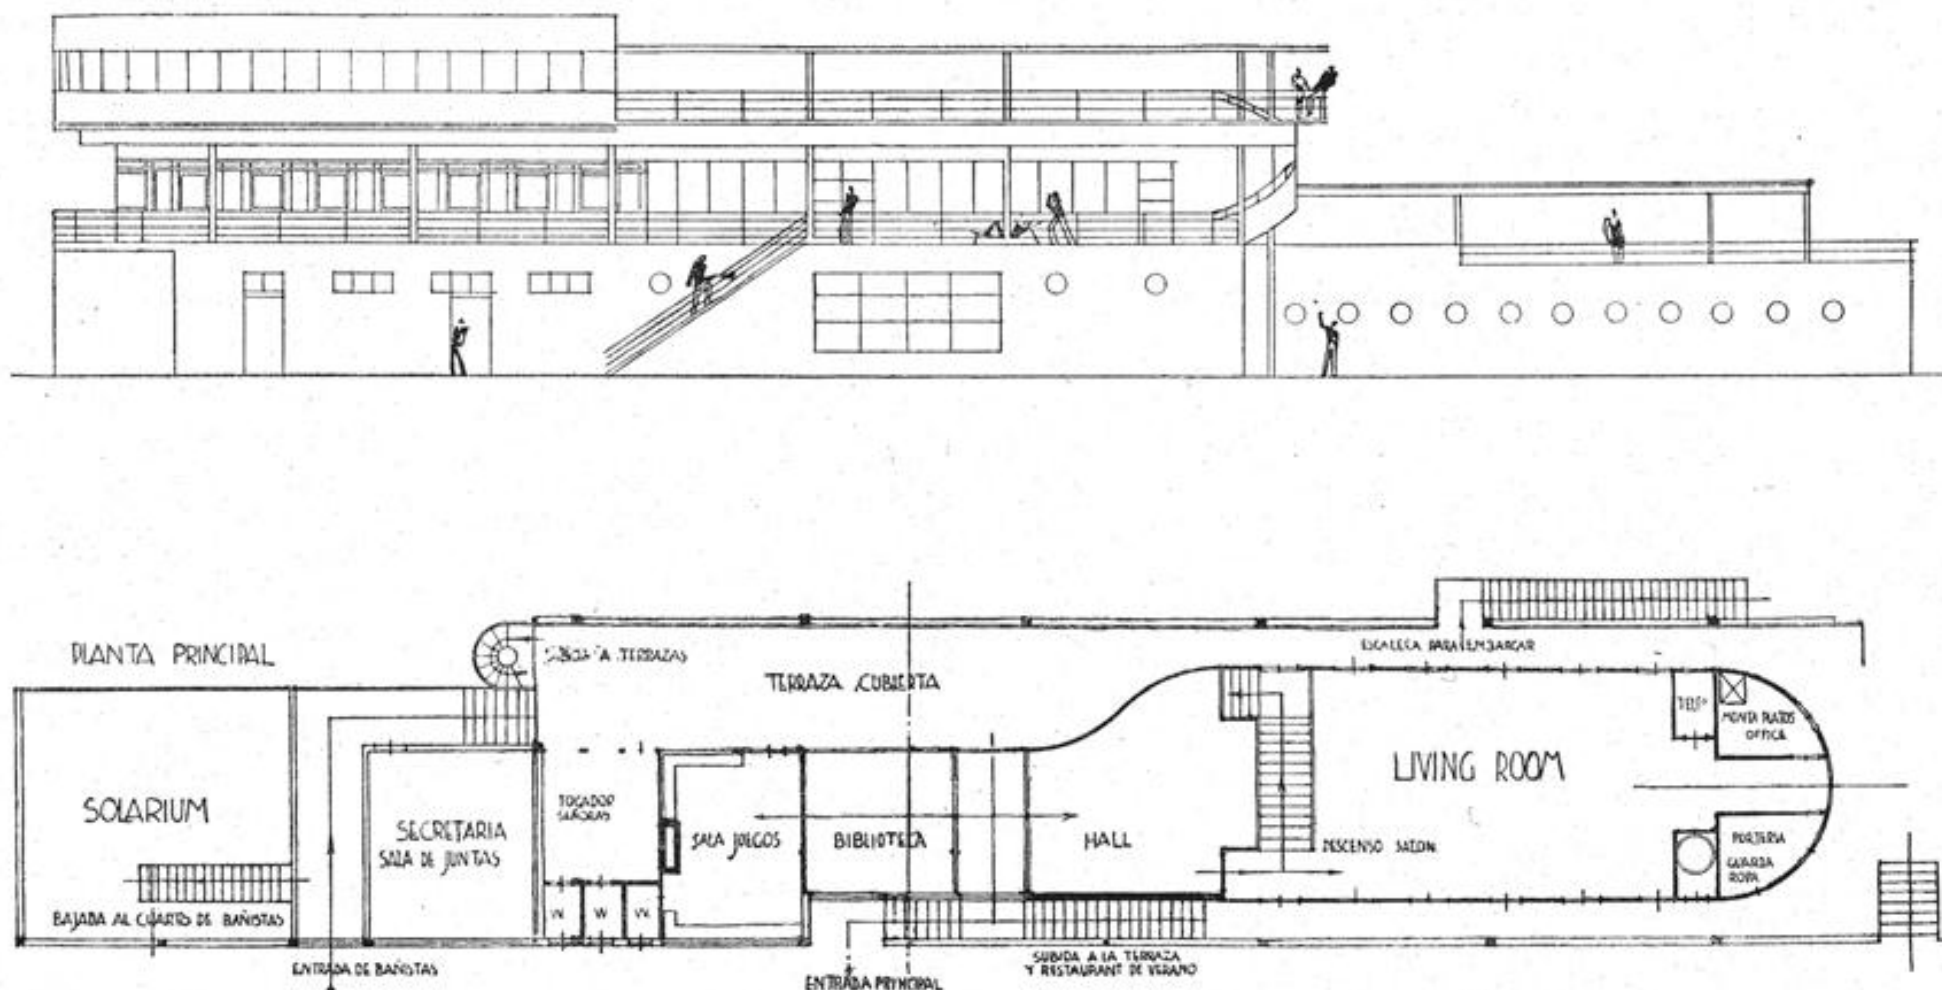 PLANTA PRINCIPAL
SUBIDA A TERRAZAS
ESCALERA PARA EMBARCAR
TERRAZA CUBIERTA
TELEF
MONTA PLATOS
OFFICE
LIVING ROOM
SOLARIUM
TOCADOR
SEÑORAS
SECRETARIA
SALA DE JUNTAS
SALA JUEGOS
BIBLIOTECA
HALL
DESCENSO SALON
PORTERIA
GUARDA
ROPA
BAJADA AL CUARTO DE BAÑISTAS
W
W
W
ENTRADA DE BAÑISTAS
ENTRADA PRINCIPAL
SUBIDA A LA TERRAZA
Y RESTAURANT DE VERANO